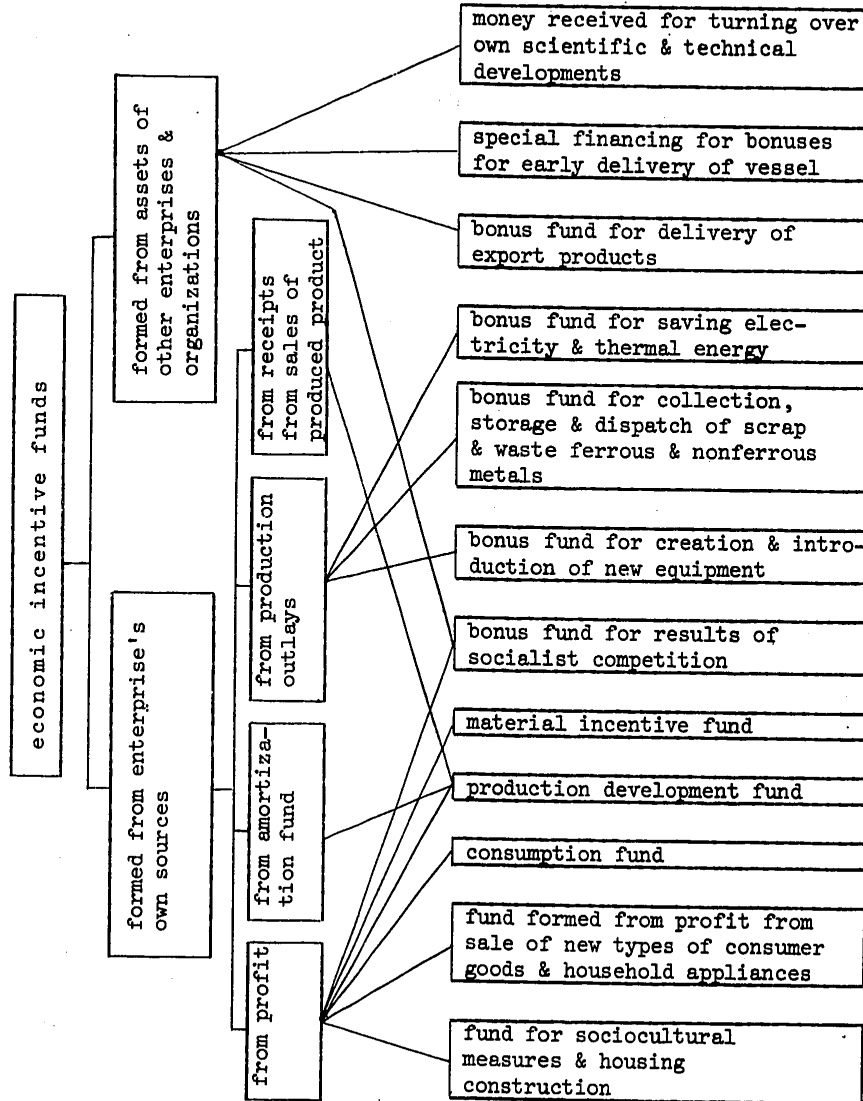 economic incentive funds
formed from assets of
other enterprises &
organizations
formed from enterprise's
own sources
from receipts
from sales of
produced product
from production
outlays
from amortiza-
tion fund
from profit
money received for turning over
own scientific & technical
developments
special financing for bonuses
for early delivery of vessel
bonus fund for delivery of
export products
bonus fund for saving elec-
tricity & thermal energy
bonus fund for collection,
storage & dispatch of scrap
& waste ferrous & nonferrous
metals
bonus fund for creation & intro-
duction of new equipment
bonus fund for results of
socialist competition
material incentive fund
production development fund
consumption fund
fund formed from profit from
sale of new types of consumer
goods & household appliances
fund for sociocultural
measures & housing
construction